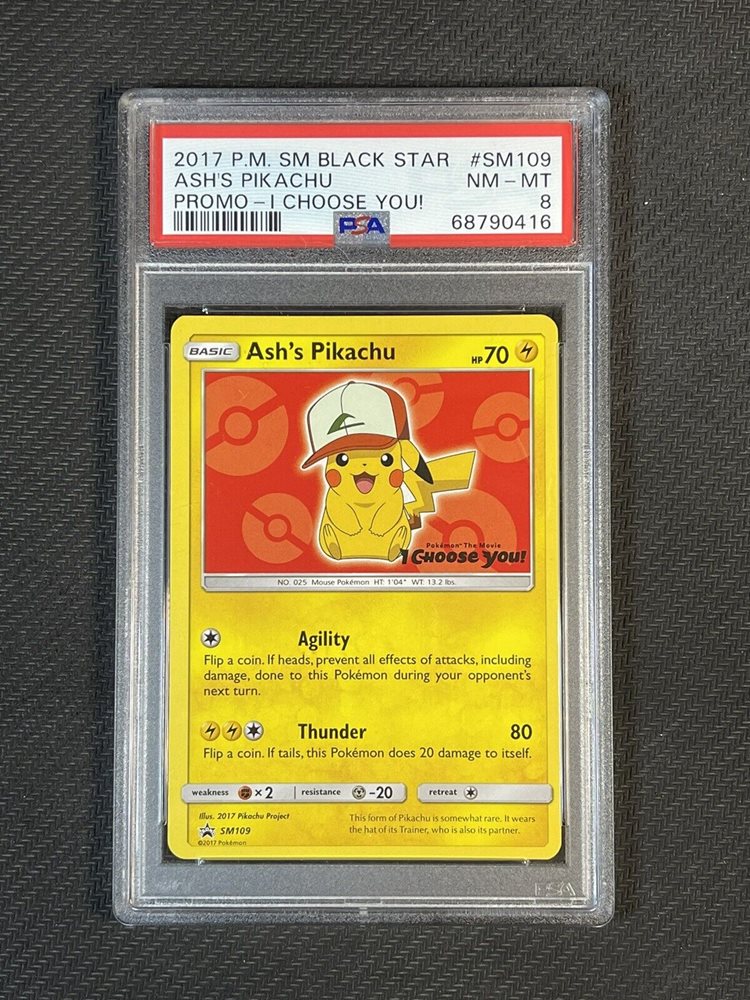 2017 P.M. SM BLACK STAR #SM109
ASH'S PIKACHU NM - MT
PROMO - I CHOOSE YOU! 8
PSA 68790416
BASIC Ash's Pikachu HP 70
Pokémon The Movie
I Choose You!
NO. 025 Mouse Pokémon HT: 1'04" WT: 13.2 lbs.
Agility
Flip a coin. If heads, prevent all effects of attacks, including
damage, done to this Pokémon during your opponent's
next turn.
Thunder 80
Flip a coin. If tails, this Pokémon does 20 damage to itself.
weakness ×2 resistance -20 retreat
Illus. 2017 Pikachu Project
SM109
©2017 Pokémon
This form of Pikachu is somewhat rare. It wears
the hat of its Trainer, who is also its partner.
PSA